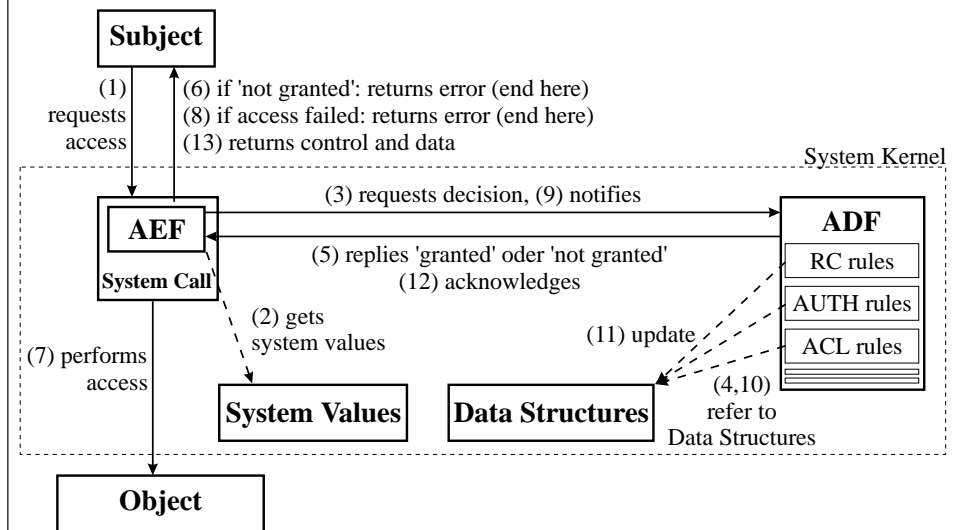 Subject
(1)
requests
access
(6) if 'not granted': returns error (end here)
(8) if access failed: returns error (end here)
(13) returns control and data
System Kernel
AEF
System Call
(3) requests decision, (9) notifies
(5) replies 'granted' oder 'not granted'
(12) acknowledges
ADF
RC rules
AUTH rules
ACL rules
(2) gets
system values
(11) update
(7) performs
access
(4,10)
refer to
Data Structures
System Values
Data Structures
Object